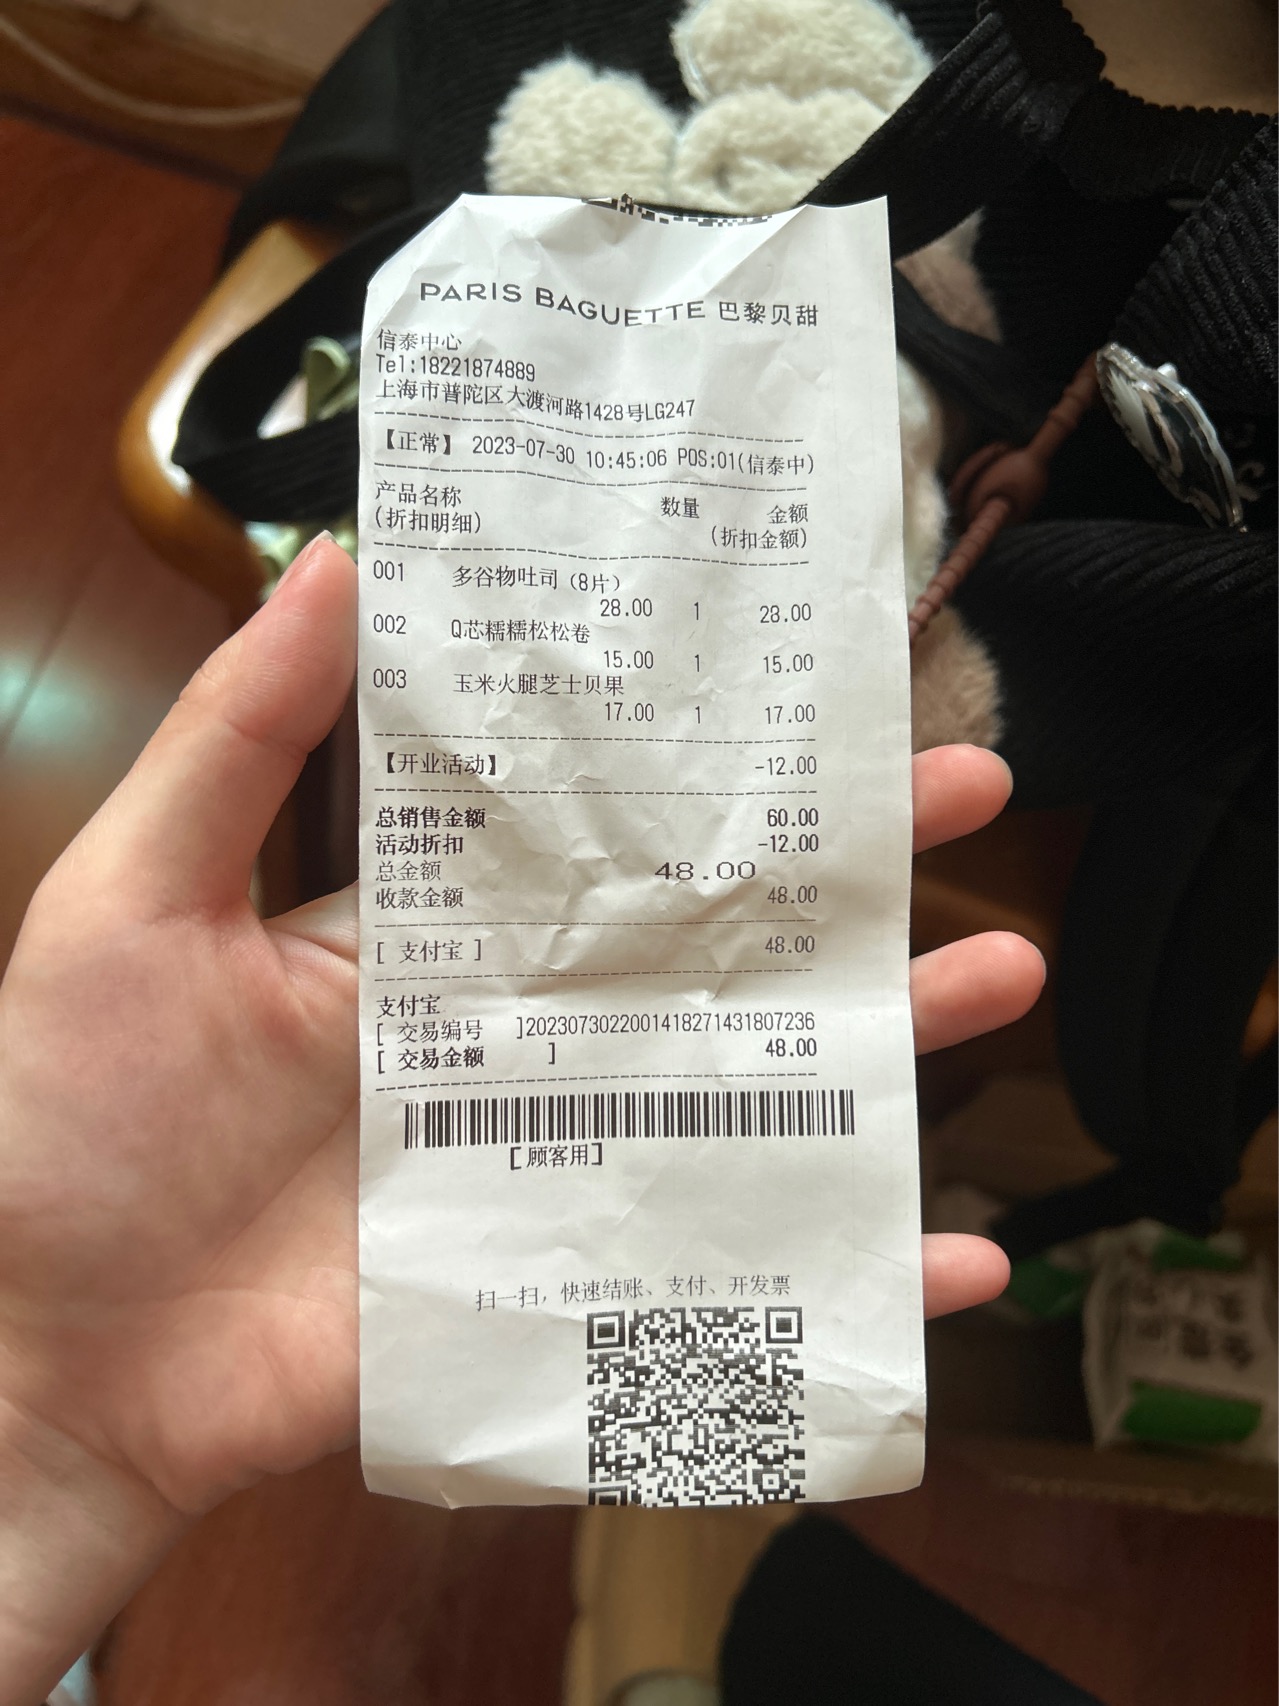 PARIS BAGUETTE 巴黎贝甜
信泰中心
Tel:18221874889
上海市普陀区大渡河路1428号LG247
【正常】 2023-07-30 10:45:06 POS:01(信泰中)
产品名称 数量 金额
(折扣明细) (折扣金额)
001 多谷物吐司（8片）
28.00 1 28.00
002 Q芯糯糯松松卷
15.00 1 15.00
003 玉米火腿芝士贝果
17.00 1 17.00
【开业活动】 -12.00
总销售金额 60.00
活动折扣 -12.00
总金额 48.00
收款金额 48.00
[ 支付宝 ] 48.00
支付宝
[ 交易编号 ]2023073022001418271431807236
[ 交易金额 ] 48.00
[顾客用]
扫一扫，快速结账、支付、开发票